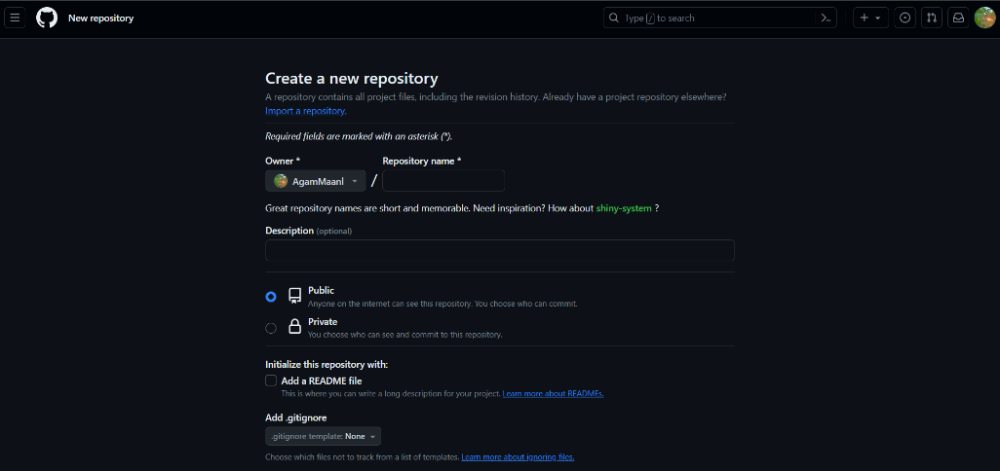 New repository
Type / to search
Create a new repository
A repository contains all project files, including the revision history. Already have a project repository elsewhere?
Import a repository.
Required fields are marked with an asterisk (*).
Owner * Repository name *
AgamMaanl /
Great repository names are short and memorable. Need inspiration? How about shiny-system ?
Description (optional)
Public
Anyone on the internet can see this repository. You choose who can commit.
Private
You choose who can see and commit to this repository.
Initialize this repository with:
Add a README file
This is where you can write a long description for your project. Learn more about READMEs.
Add .gitignore
.gitignore template: None
Choose which files not to track from a list of templates. Learn more about ignoring files.